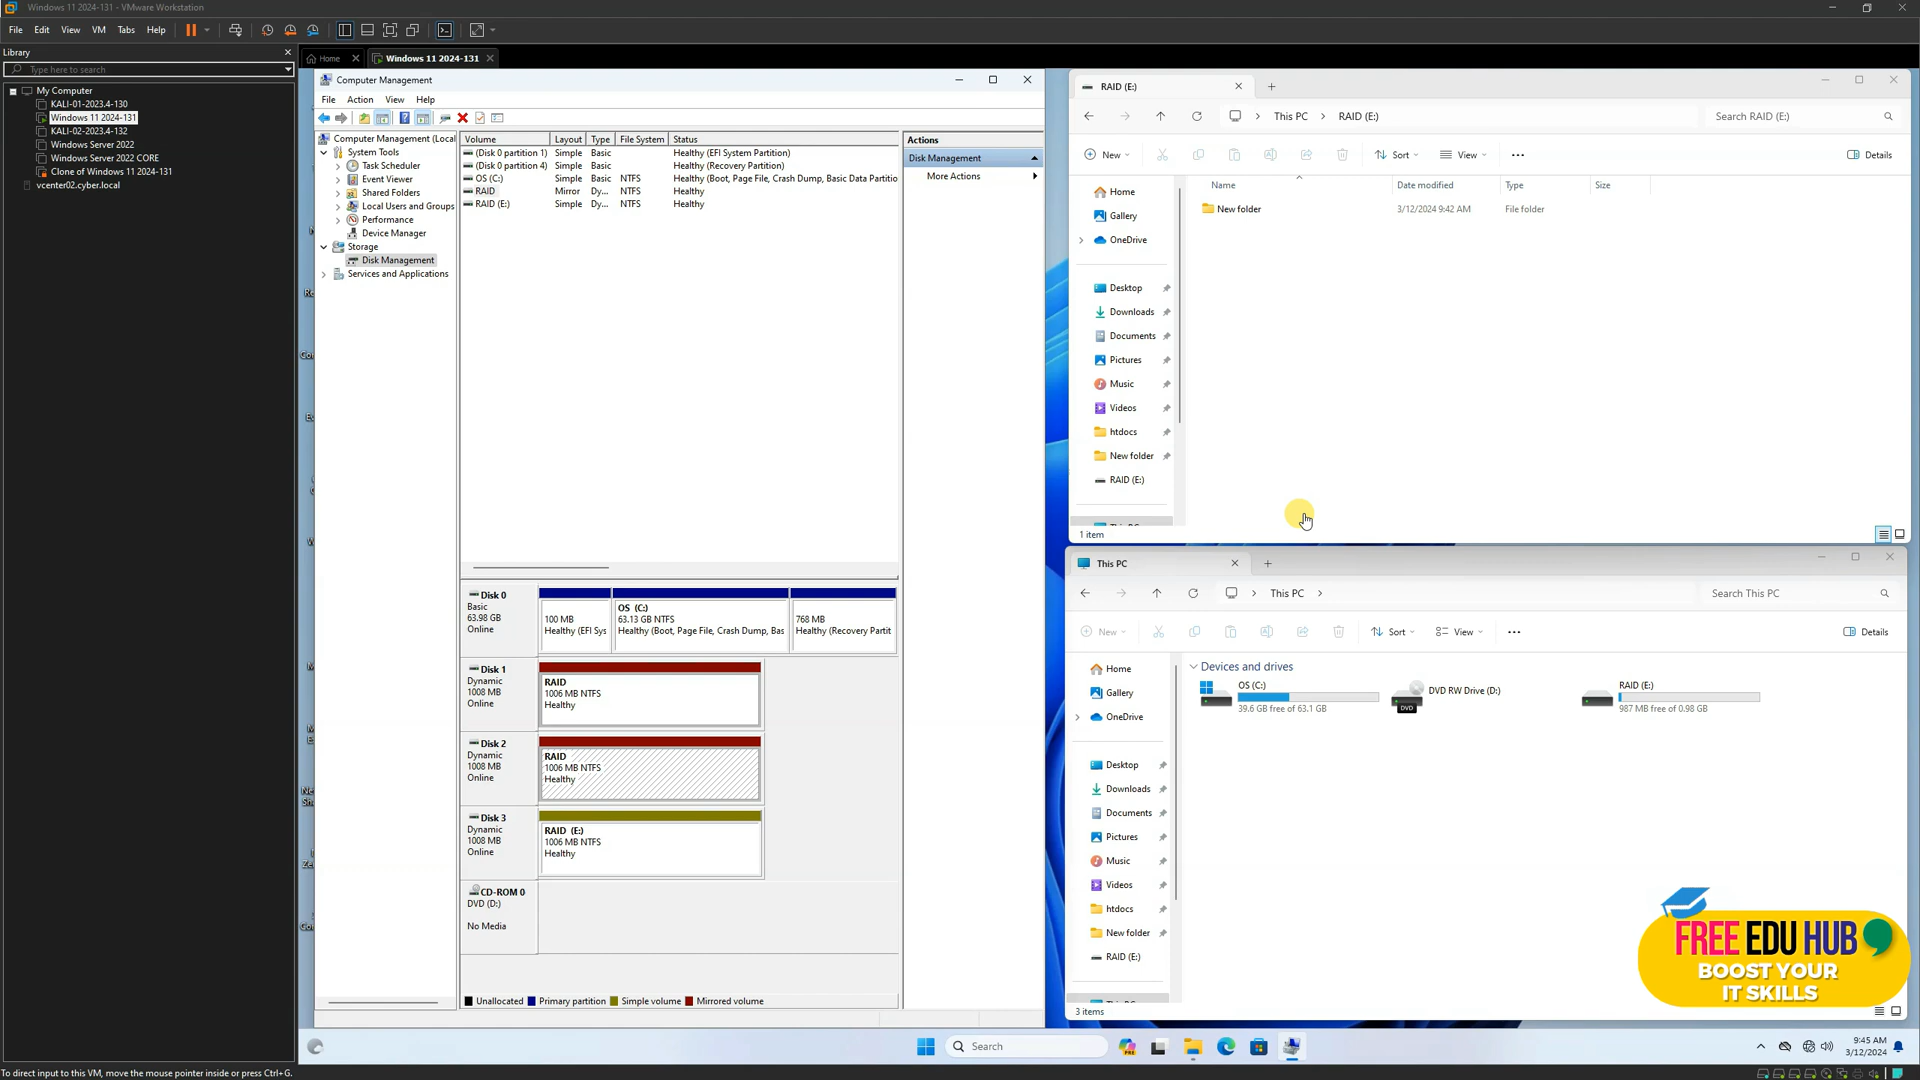 Windows 11 2024-131 - VMware Workstation
File Edit View VM Tabs Help
Library
Type here to search
My Computer
KALI-01-2023.4-130
Windows 11 2024-131
KALI-02-2023.4-132
Windows Server 2022
Windows Server 2022 CORE
Clone of Windows 11 2024-131
vcenter02.cyber.local
Home
Windows 11 2024-131
Computer Management
File Action View Help
Computer Management (Local
System Tools
Task Scheduler
Event Viewer
Shared Folders
Local Users and Groups
Performance
Device Manager
Storage
Disk Management
Services and Applications
Volume Layout Type File System Status
(Disk 0 partition 1) Simple Basic Healthy (EFI System Partition)
(Disk 0 partition 4) Simple Basic Healthy (Recovery Partition)
OS (C:) Simple Basic NTFS Healthy (Boot, Page File, Crash Dump, Basic Data Partitio
RAID Mirror Dy... NTFS Healthy
RAID (E:) Simple Dy... NTFS Healthy
Actions
Disk Management
More Actions
Disk 0
Basic
63.98 GB
Online
100 MB
Healthy (EFI Sys
OS (C:)
63.13 GB NTFS
Healthy (Boot, Page File, Crash Dump, Bas
768 MB
Healthy (Recovery Partit
Disk 1
Dynamic
1008 MB
Online
RAID
1006 MB NTFS
Healthy
Disk 2
Dynamic
1008 MB
Online
RAID
1006 MB NTFS
Healthy
Disk 3
Dynamic
1008 MB
Online
RAID (E:)
1006 MB NTFS
Healthy
CD-ROM 0
DVD (D:)
No Media
Unallocated Primary partition Simple volume Mirrored volume
RAID (E:)
This PC RAID (E:)
Search RAID (E:)
New Sort View Details
Name Date modified Type Size
New folder 3/12/2024 9:42 AM File folder
Home
Gallery
OneDrive
Desktop
Downloads
Documents
Pictures
Music
Videos
htdocs
New folder
RAID (E:)
1 item
This PC
This PC
Search This PC
New Sort View Details
Home
Gallery
OneDrive
Desktop
Downloads
Documents
Pictures
Music
Videos
htdocs
New folder
RAID (E:)
Devices and drives
OS (C:)
39.6 GB free of 63.1 GB
DVD RW Drive (D:)
DVD
RAID (E:)
987 MB free of 0.98 GB
3 items
FREE EDU HUB
BOOST YOUR
IT SKILLS
Search
PRE
9:45 AM
3/12/2024
To direct input to this VM, move the mouse pointer inside or press Ctrl+G.